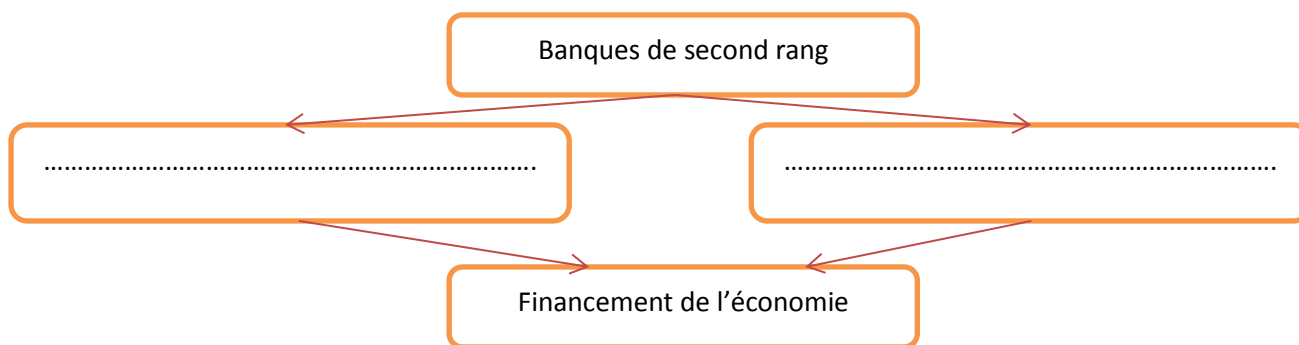 Banques de second rang
……………………………………………………………….
……………………………………………………………….
Financement de l’économie